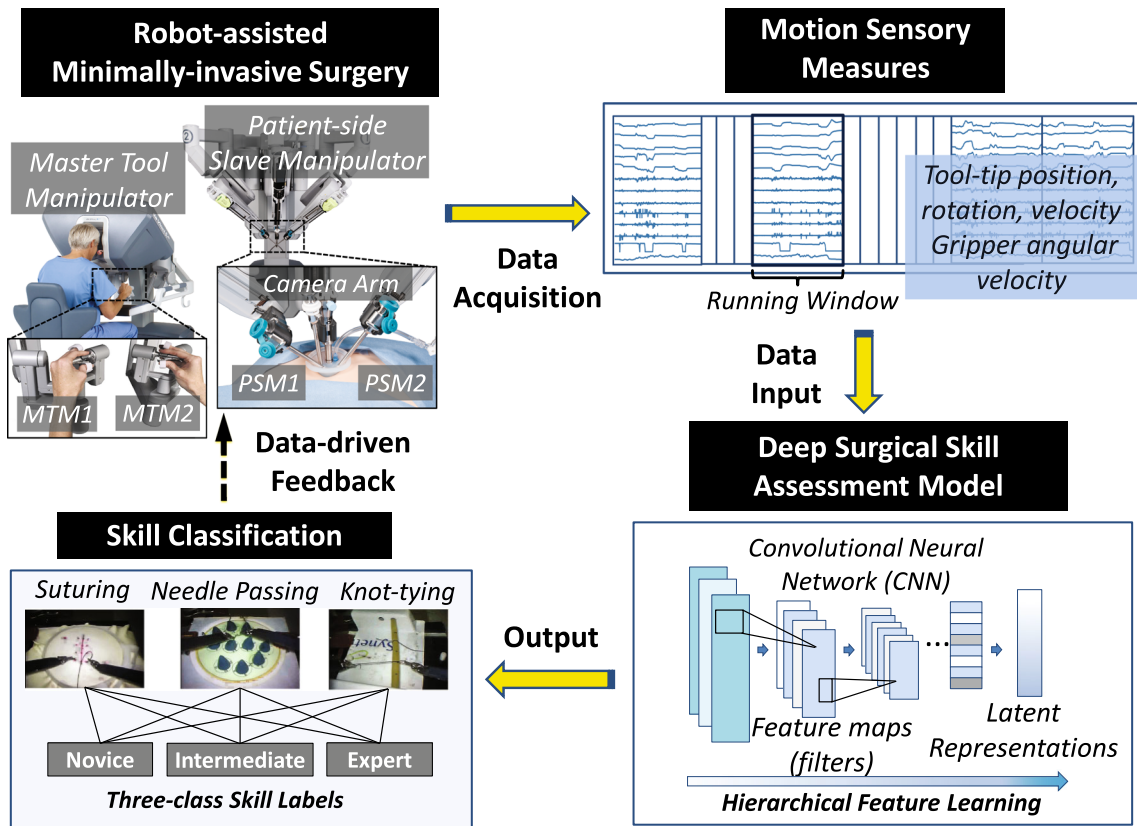 Robot-assisted
Minimally-invasive Surgery
Patient-side
Slave Manipulator
Master Tool
Manipulator
Camera Arm
PSM1
PSM2
MTM1
MTM2
Data
Acquisition
Motion Sensory
Measures
Tool-tip position,
rotation, velocity
Gripper angular
velocity
Running Window
Data
Input
Deep Surgical Skill
Assessment Model
Convolutional Neural
Network (CNN)
Feature maps
(filters)
Latent
Representations
Hierarchical Feature Learning
Output
Data-driven
Feedback
Skill Classification
Suturing
Needle Passing
Knot-tying
Novice
Intermediate
Expert
Three-class Skill Labels